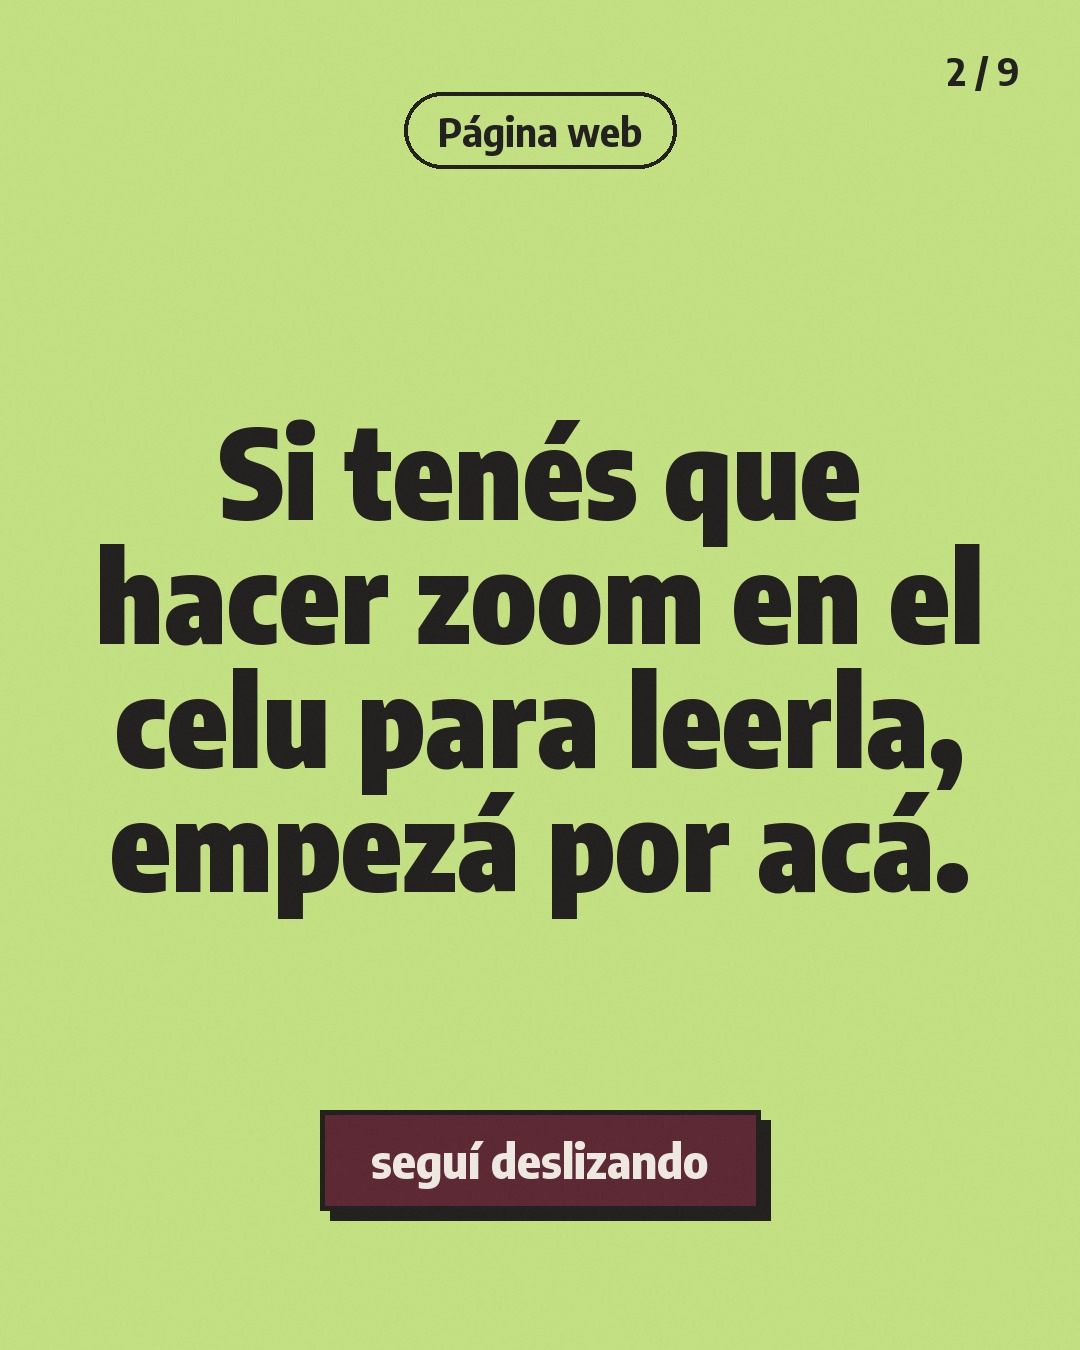 2 / 9
Página web
Si tenés que
hacer zoom en el
celu para leerla,
empezá por acá.
seguí deslizando